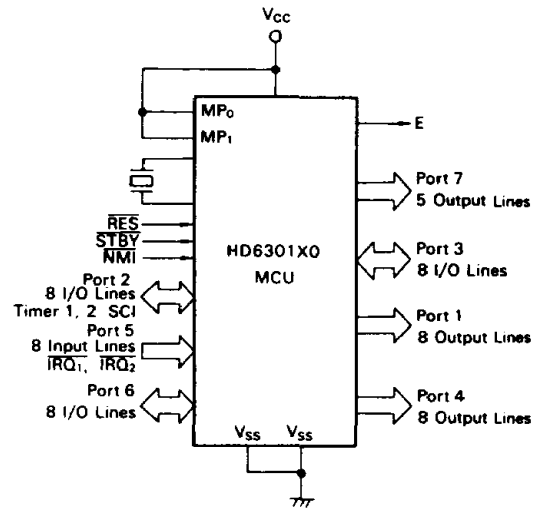 Vcc
MP0
MP1
E
RES
STBY
NMI
Port 2
8 I/O Lines
Timer 1, 2 SCI
Port 5
8 Input Lines
IRQ1, IRQ2
Port 6
8 I/O Lines
HD6301X0
MCU
Port 7
5 Output Lines
Port 3
8 I/O Lines
Port 1
8 Output Lines
Port 4
8 Output Lines
Vss Vss